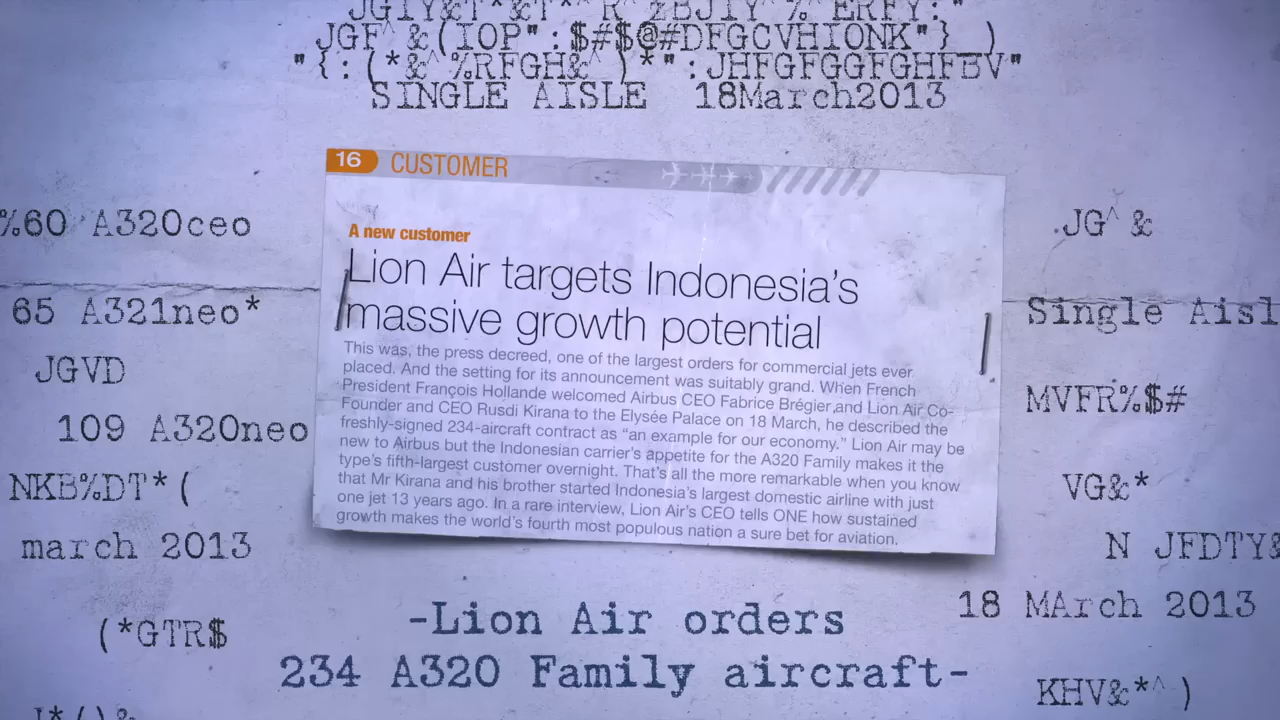 JGIY&T*&T*^R^%BJIY^%^ERFY:"
JGF^&(IOP":$#$@#DFGCVHIONK"}_)
"{:(*&^%RFGH&^)*":JHFGFGGFGHFBV"
SINGLE AISLE 18March2013
16 CUSTOMER
%60 A320ceo
JG^&
A new customer
Lion Air targets Indonesia's
massive growth potential
65 A321neo*
Single Aisl
JGVD
MVFR%$#
109 A320neo
This was, the press decreed, one of the largest orders for commercial jets ever
placed. And the setting for its announcement was suitably grand. When French
President François Hollande welcomed Airbus CEO Fabrice Brégier and Lion Air Co-
Founder and CEO Rusdi Kirana to the Elysée Palace on 18 March, he described the
freshly-signed 234-aircraft contract as "an example for our economy." Lion Air may be
new to Airbus but the Indonesian carrier's appetite for the A320 Family makes it the
type's fifth-largest customer overnight. That's all the more remarkable when you know
that Mr Kirana and his brother started Indonesia's largest domestic airline with just
one jet 13 years ago. In a rare interview, Lion Air's CEO tells ONE how sustained
growth makes the world's fourth most populous nation a sure bet for aviation.
NKB%DT*(
VG&*
march 2013
N JFDTY&
18 MArch 2013
(*GTR$
-Lion Air orders
234 A320 Family aircraft-
KHV&*^)